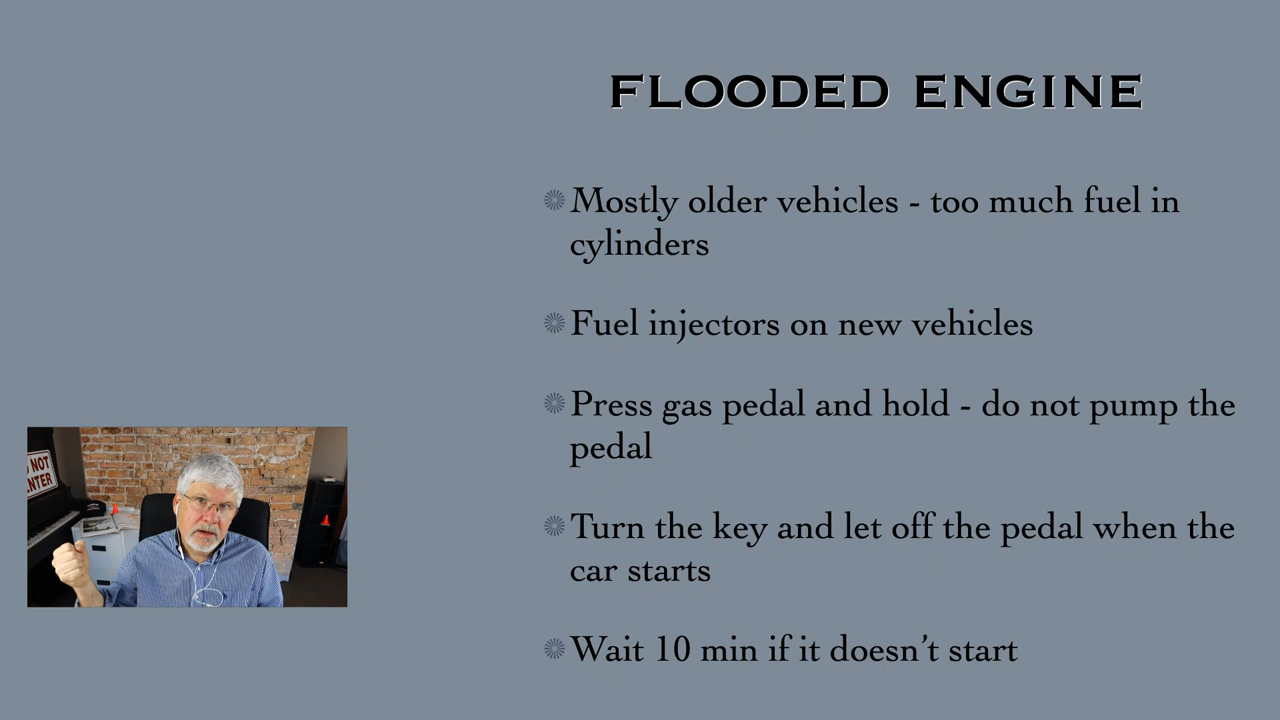 FLOODED ENGINE
Mostly older vehicles - too much fuel in
cylinders
Fuel injectors on new vehicles
Press gas pedal and hold - do not pump the
pedal
Turn the key and let off the pedal when the
car starts
Wait 10 min if it doesn't start
NOT